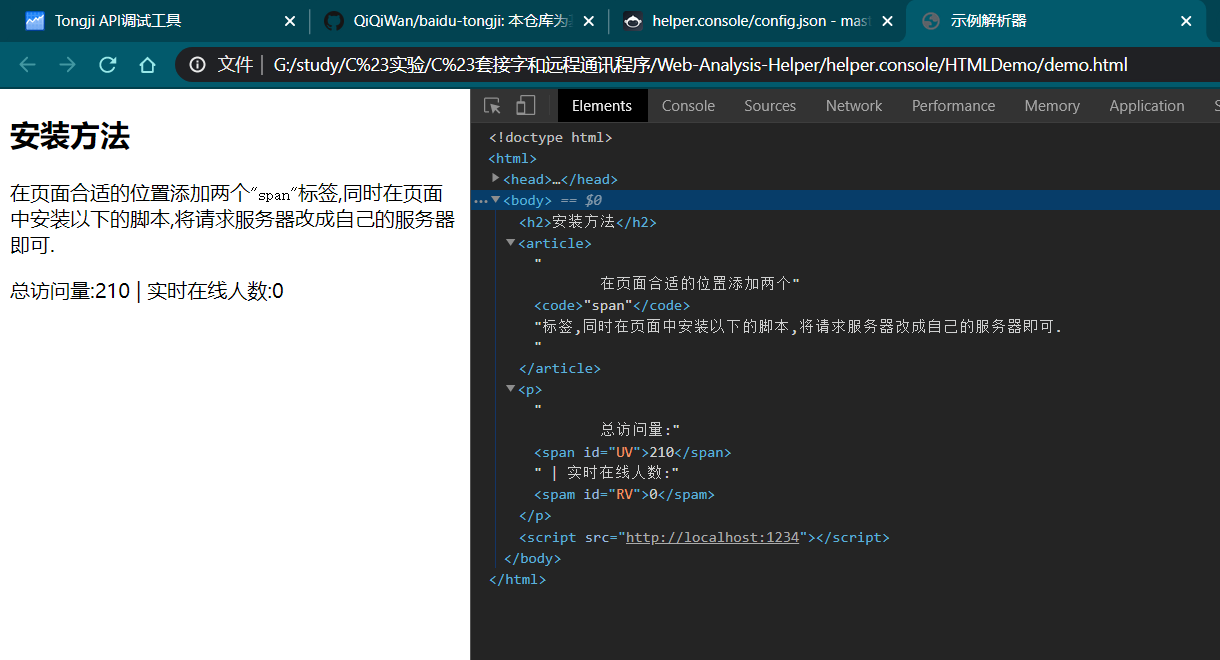 Tongji API调试工具
QiQiWan/baidu-tongji: 本仓库为
helper.console/config.json - mas
示例解析器
文件 | G:/study/C%23实验/C%23套接字和远程通讯程序/Web-Analysis-Helper/helper.console/HTMLDemo/demo.html
安装方法
在页面合适的位置添加两个"span"标签,同时在页面
中安装以下的脚本,将请求服务器改成自己的服务器
即可.
总访问量:210 | 实时在线人数:0
Elements Console Sources Network Performance Memory Application
<!doctype html>
<html>
<head>…</head>
<body> == $0
<h2>安装方法</h2>
<article>
"
在页面合适的位置添加两个"
<code>"span"</code>
"标签,同时在页面中安装以下的脚本,将请求服务器改成自己的服务器即可.
"
</article>
<p>
"
总访问量:"
<span id="UV">210</span>
" | 实时在线人数:"
<spam id="RV">0</spam>
</p>
<script src="http://localhost:1234"></script>
</body>
</html>